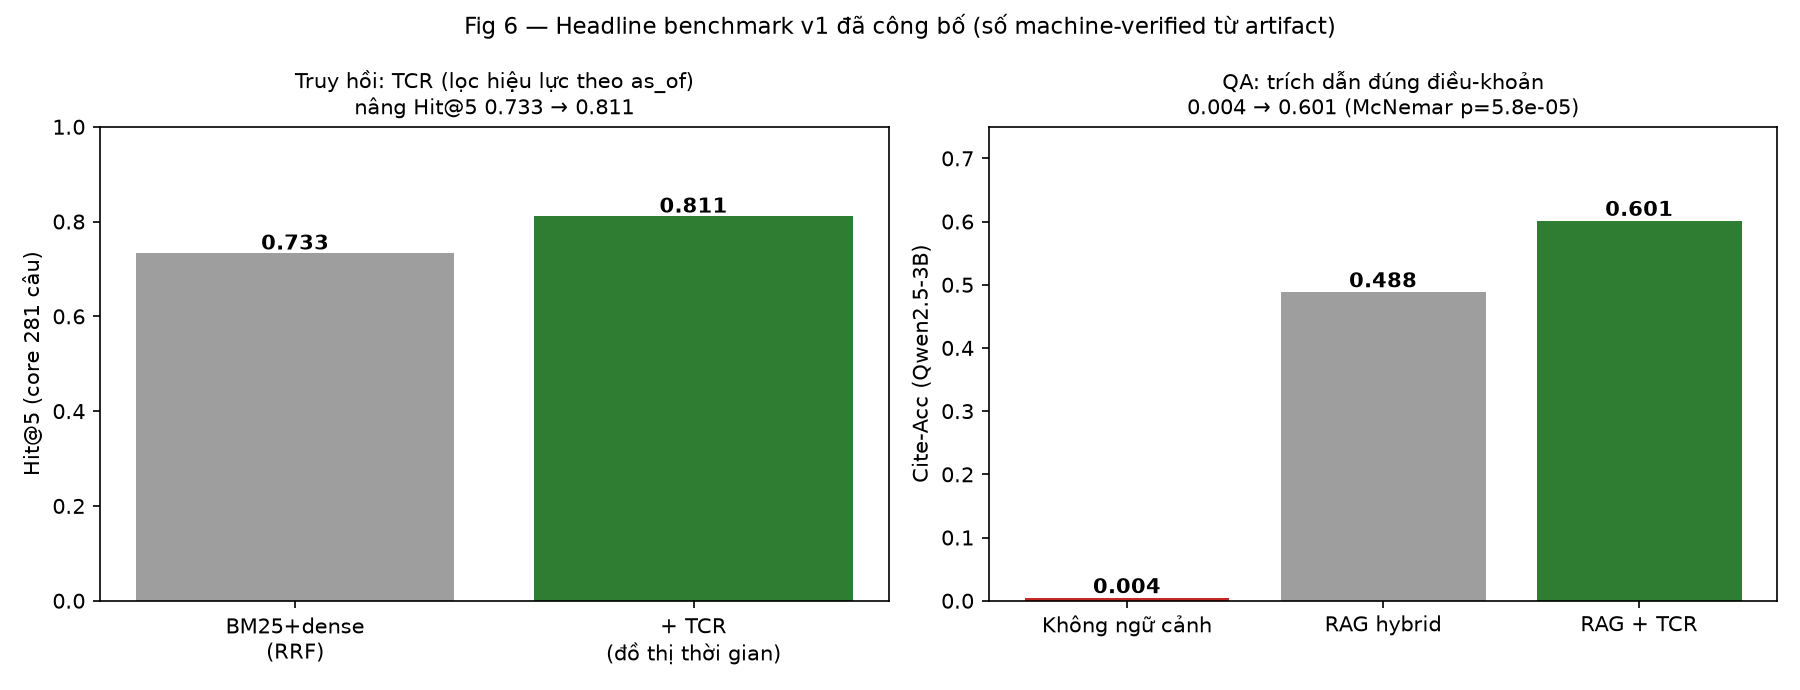 Fig 6 — Headline benchmark v1 đã công bố (số machine-verified từ artifact)
Truy hồi: TCR (lọc hiệu lực theo as_of)
nâng Hit@5 0.733 → 0.811
Hit@5 (core 281 câu)
1.0
0.8
0.6
0.4
0.2
0.0
0.733
0.811
BM25+dense
(RRF)
+ TCR
(đồ thị thời gian)
QA: trích dẫn đúng điều-khoản
0.004 → 0.601 (McNemar p=5.8e-05)
Cite-Acc (Qwen2.5-3B)
0.7
0.6
0.5
0.4
0.3
0.2
0.1
0.0
0.004
0.488
0.601
Không ngữ cảnh
RAG hybrid
RAG + TCR